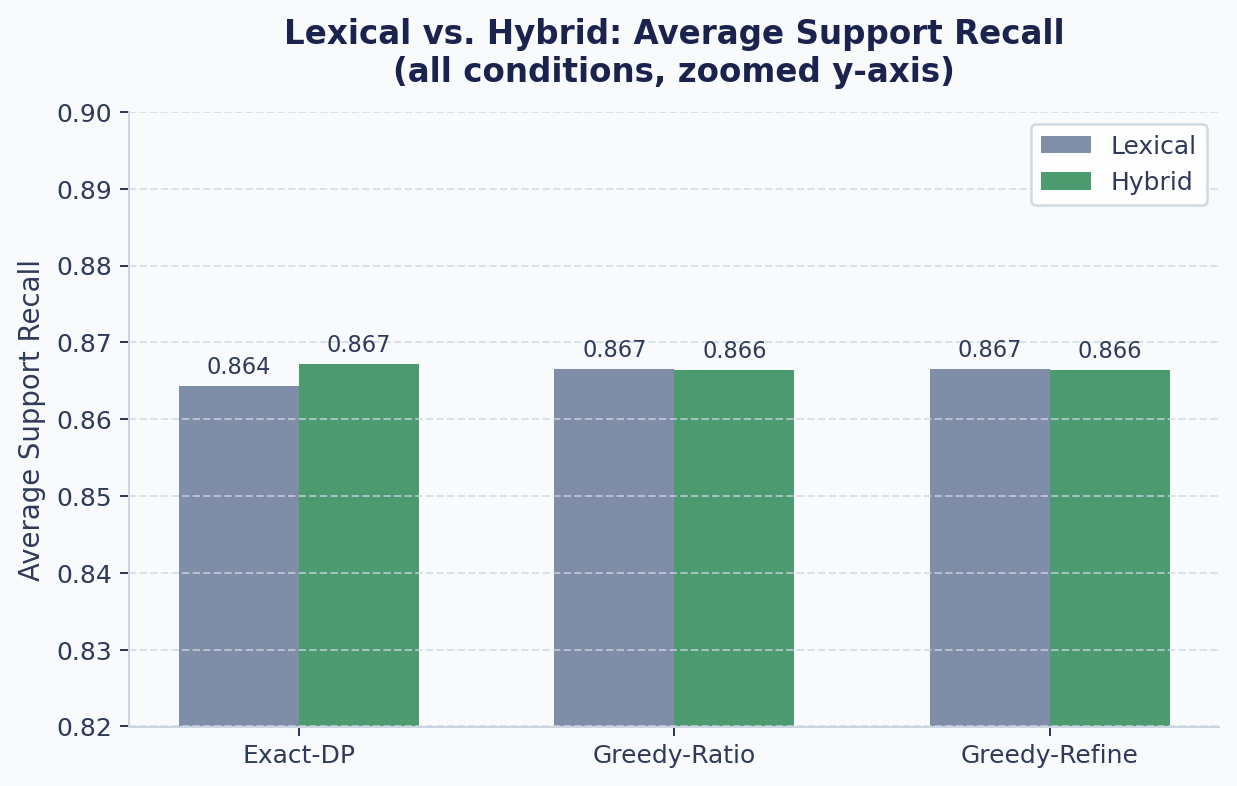 Lexical vs. Hybrid: Average Support Recall
(all conditions, zoomed y-axis)
Average Support Recall
0.90
0.89
0.88
0.87
0.86
0.85
0.84
0.83
0.82
Lexical
Hybrid
0.864
0.867
0.867
0.866
0.867
0.866
Exact-DP
Greedy-Ratio
Greedy-Refine